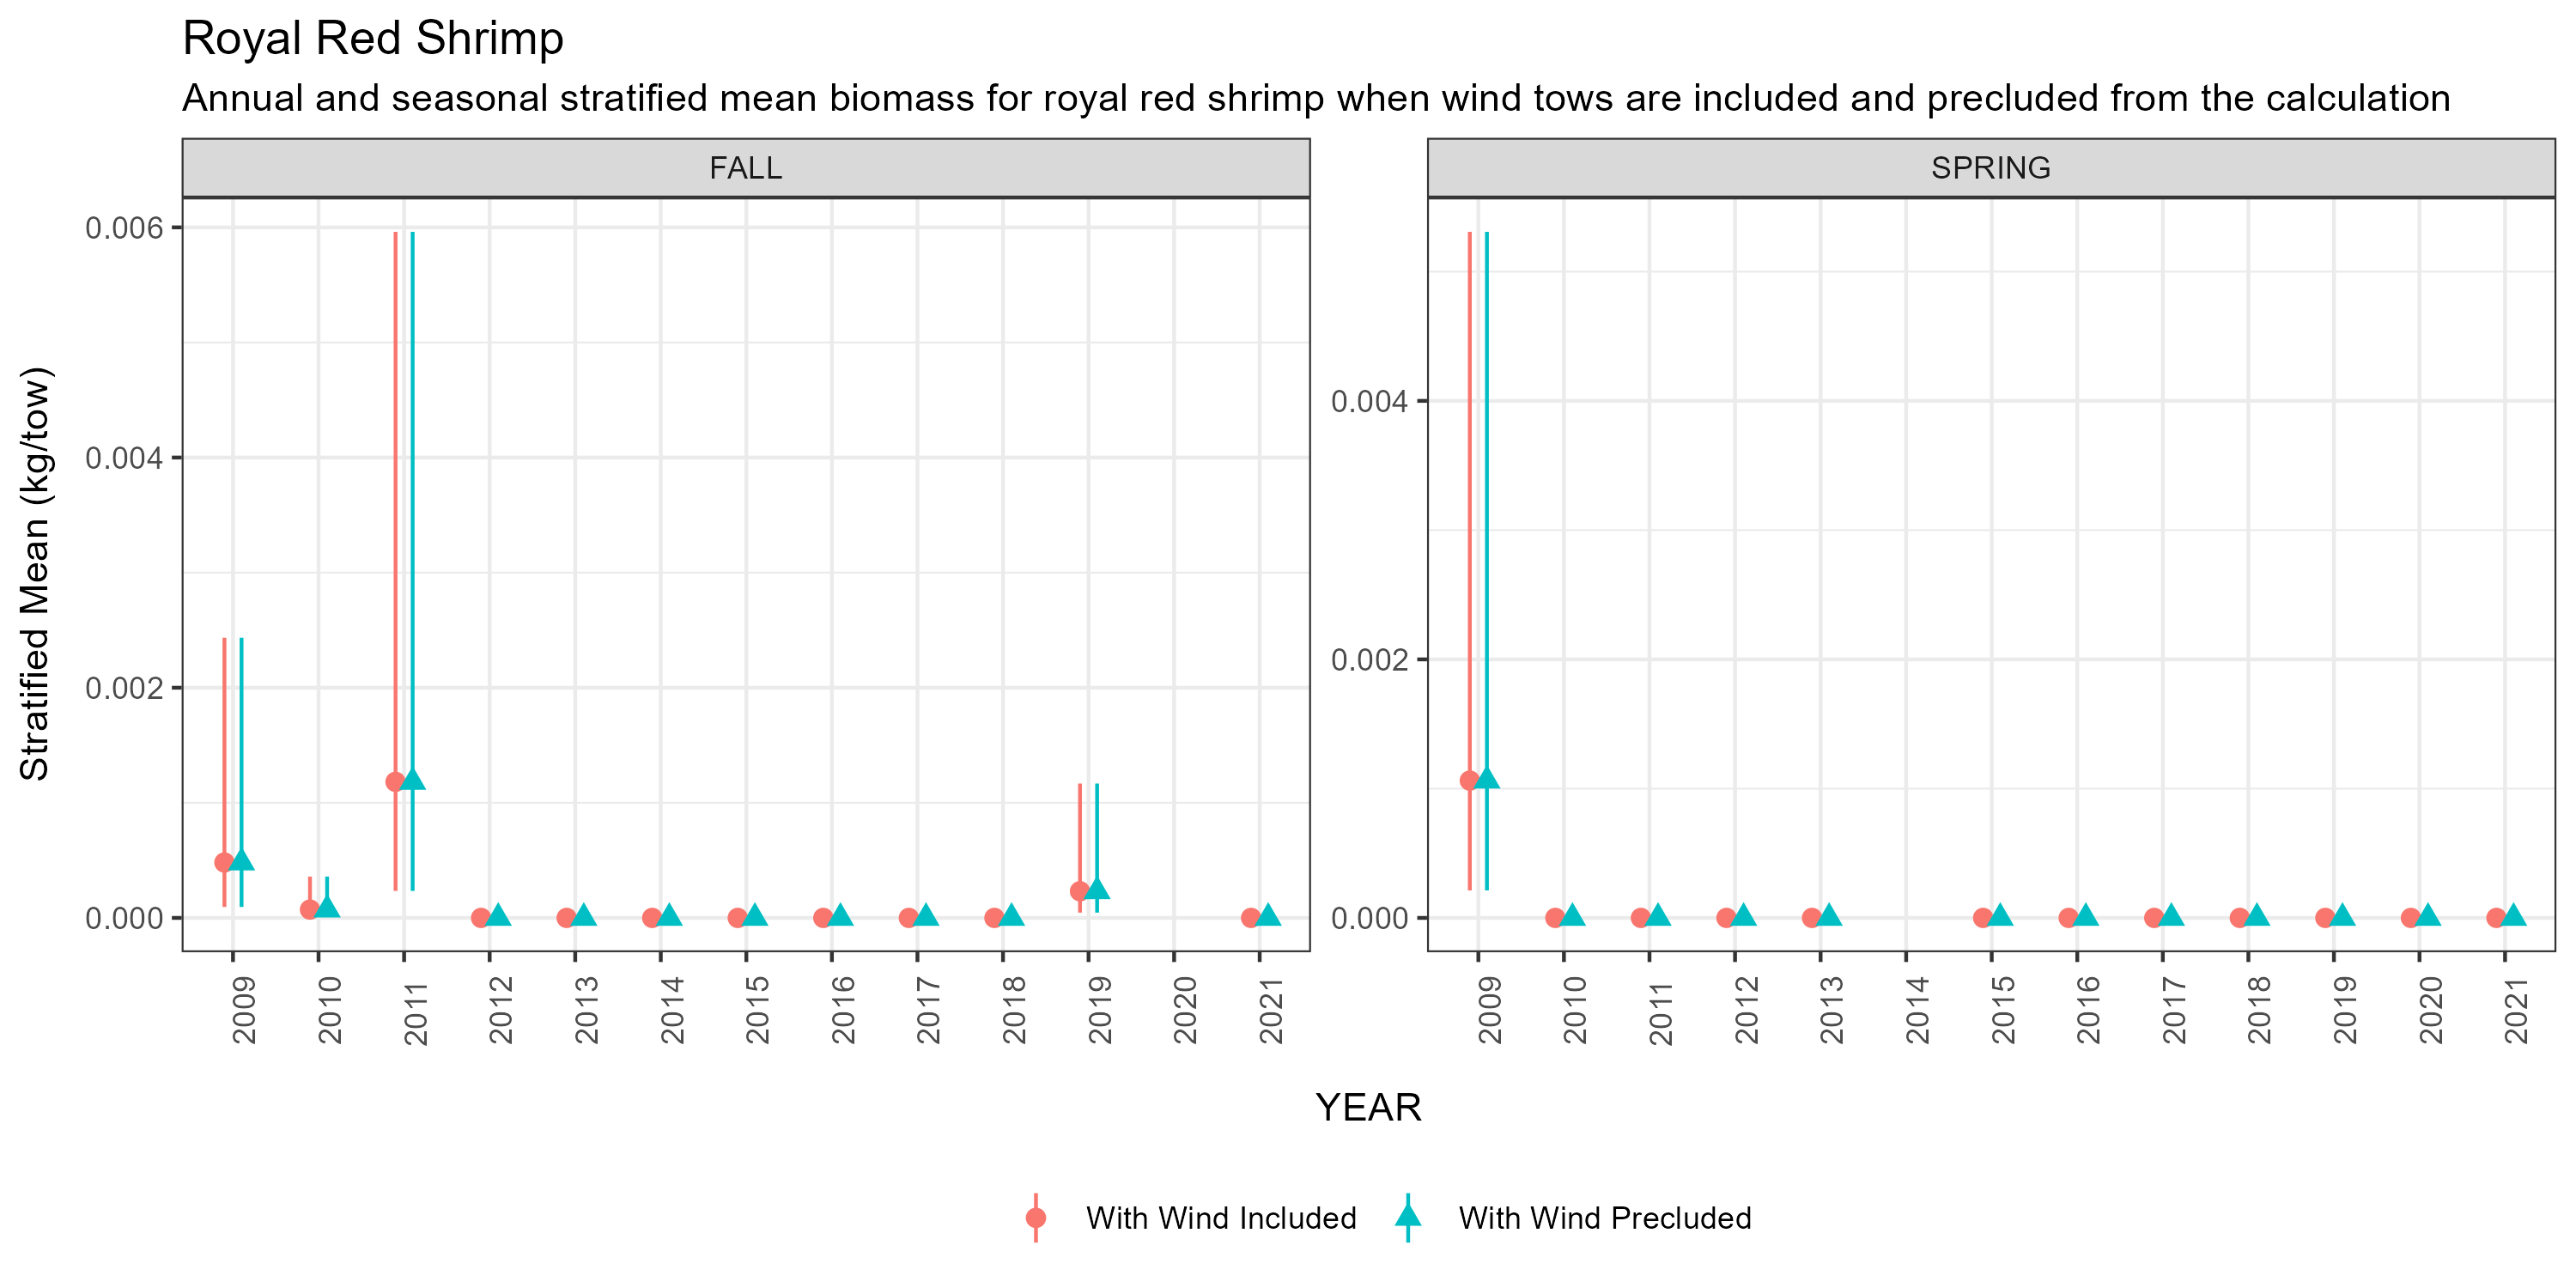 Royal Red Shrimp
Annual and seasonal stratified mean biomass for royal red shrimp when wind tows are included and precluded from the calculation
FALL
SPRING
Stratified Mean (kg/tow)
0.006
0.004
0.002
0.000
0.004
0.002
0.000
2009 2010 2011 2012 2013 2014 2015 2016 2017 2018 2019 2020 2021
2009 2010 2011 2012 2013 2014 2015 2016 2017 2018 2019 2020 2021
YEAR
With Wind Included
With Wind Precluded